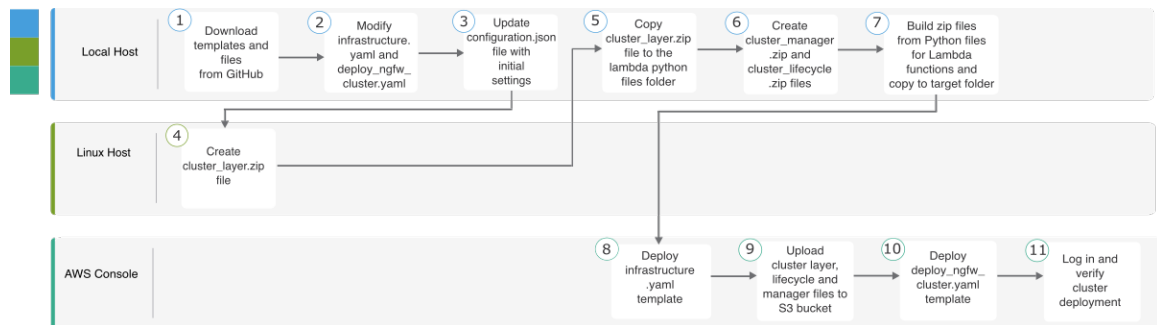 Local Host
1
Download
templates and
files
from GitHub
2
Modify
infrastructure.
yaml and
deploy_ngfw_
cluster.yaml
3
Update
configuration.json
file with
initial
settings
5
Copy
cluster_layer.zip
file to the
lambda python
files folder
6
Create
cluster_manager
.zip and
cluster_lifecycle
.zip files
7
Build zip files
from Python files
for Lambda
functions and
copy to target folder
Linux Host
4
Create
cluster_layer.zip
file
AWS Console
8
Deploy
infrastructure
.yaml
template
9
Upload
cluster layer,
lifecycle and
manager files to
S3 bucket
10
Deploy
deploy_ngfw_
cluster.yaml
template
11
Log in and
verify
cluster
deployment